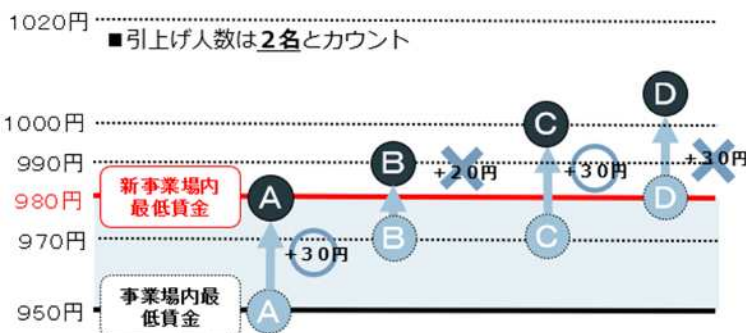 1020円
■引上げ人数は2名とカウント
D
1000円
C
B
990円
+20円
+30円
+30円
新事業場内
最低賃金
980円
A
D
970円
B
C
+30円
事業場内最
低賃金
950円
A